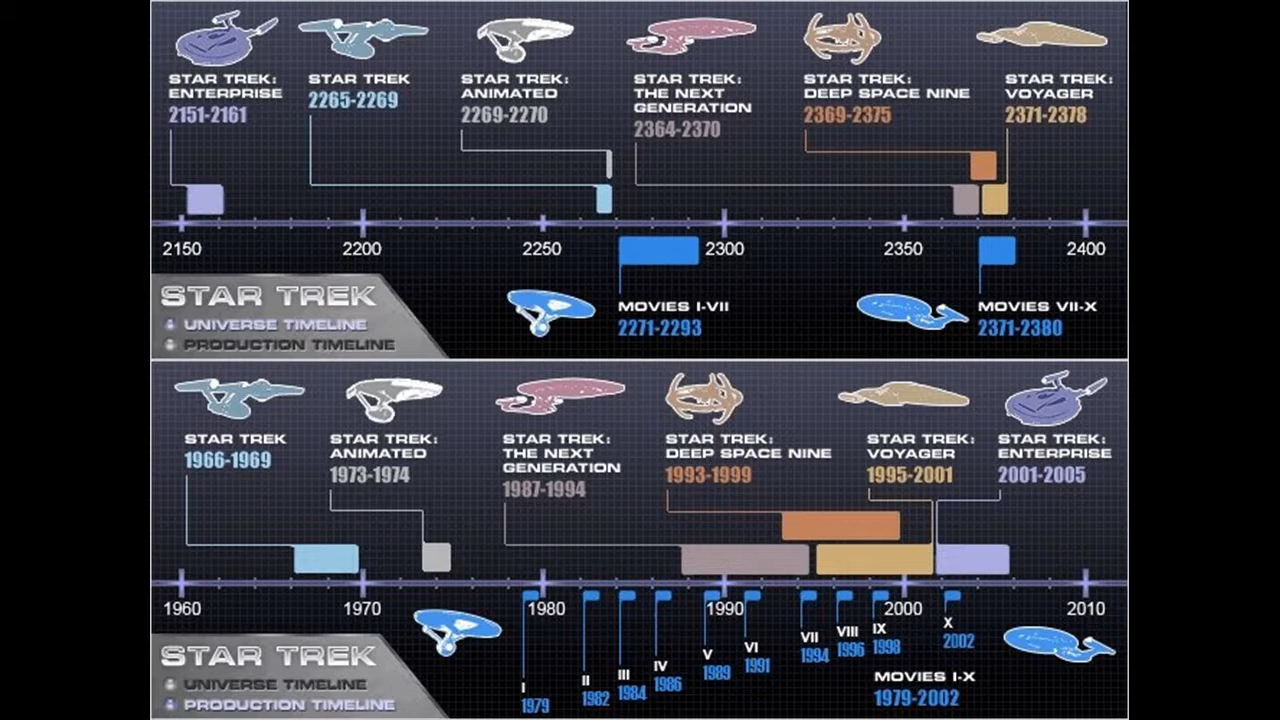 STAR TREK:
ENTERPRISE
2151-2161
STAR TREK
2265-2269
STAR TREK:
ANIMATED
2269-2270
STAR TREK:
THE NEXT
GENERATION
2364-2370
STAR TREK:
DEEP SPACE NINE
2369-2375
STAR TREK:
VOYAGER
2371-2378
2150
2200
2250
2300
2350
2400
MOVIES I-VII
2271-2293
MOVIES VII-X
2371-2380
STAR TREK
UNIVERSE TIMELINE
PRODUCTION TIMELINE
STAR TREK
1966-1969
STAR TREK:
ANIMATED
1973-1974
STAR TREK:
THE NEXT
GENERATION
1987-1994
STAR TREK:
DEEP SPACE NINE
1993-1999
STAR TREK:
VOYAGER
1995-2001
STAR TREK:
ENTERPRISE
2001-2005
1960
1970
1980
1990
2000
2010
I
1979
II
1982
III
1984
IV
1986
V
1989
VI
1991
VII
1994
VIII
1996
IX
1998
X
2002
MOVIES I-X
1979-2002
STAR TREK
UNIVERSE TIMELINE
PRODUCTION TIMELINE